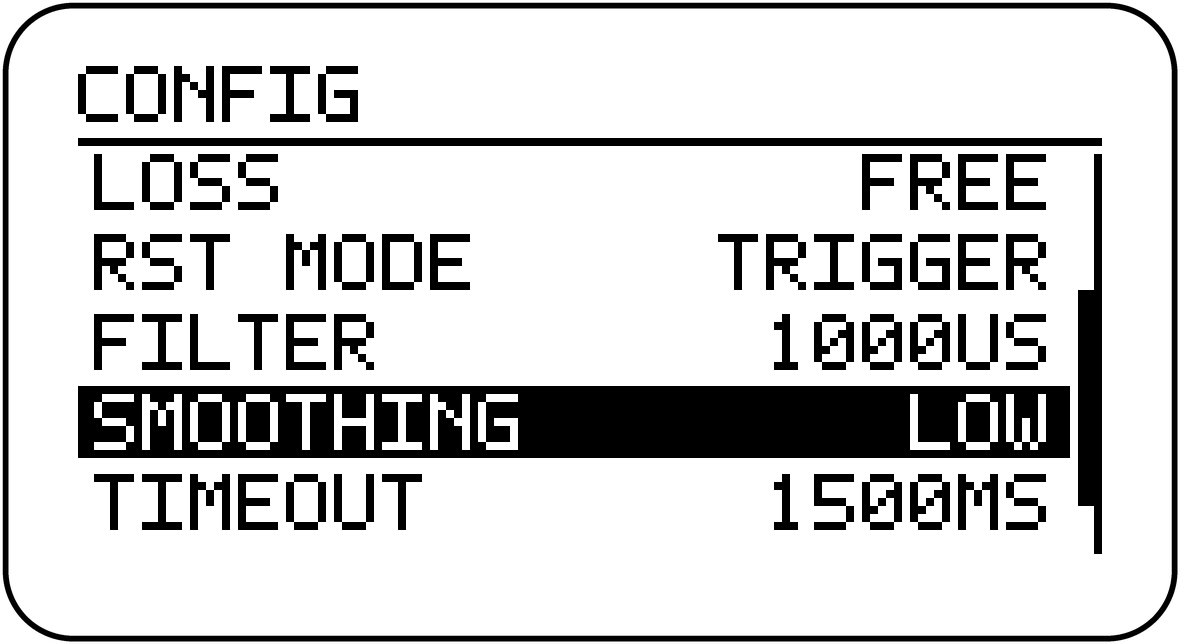 CONFIG
LOSS FREE
RST MODE TRIGGER
FILTER 1000US
SMOOTHING LOW
TIMEOUT 1500MS